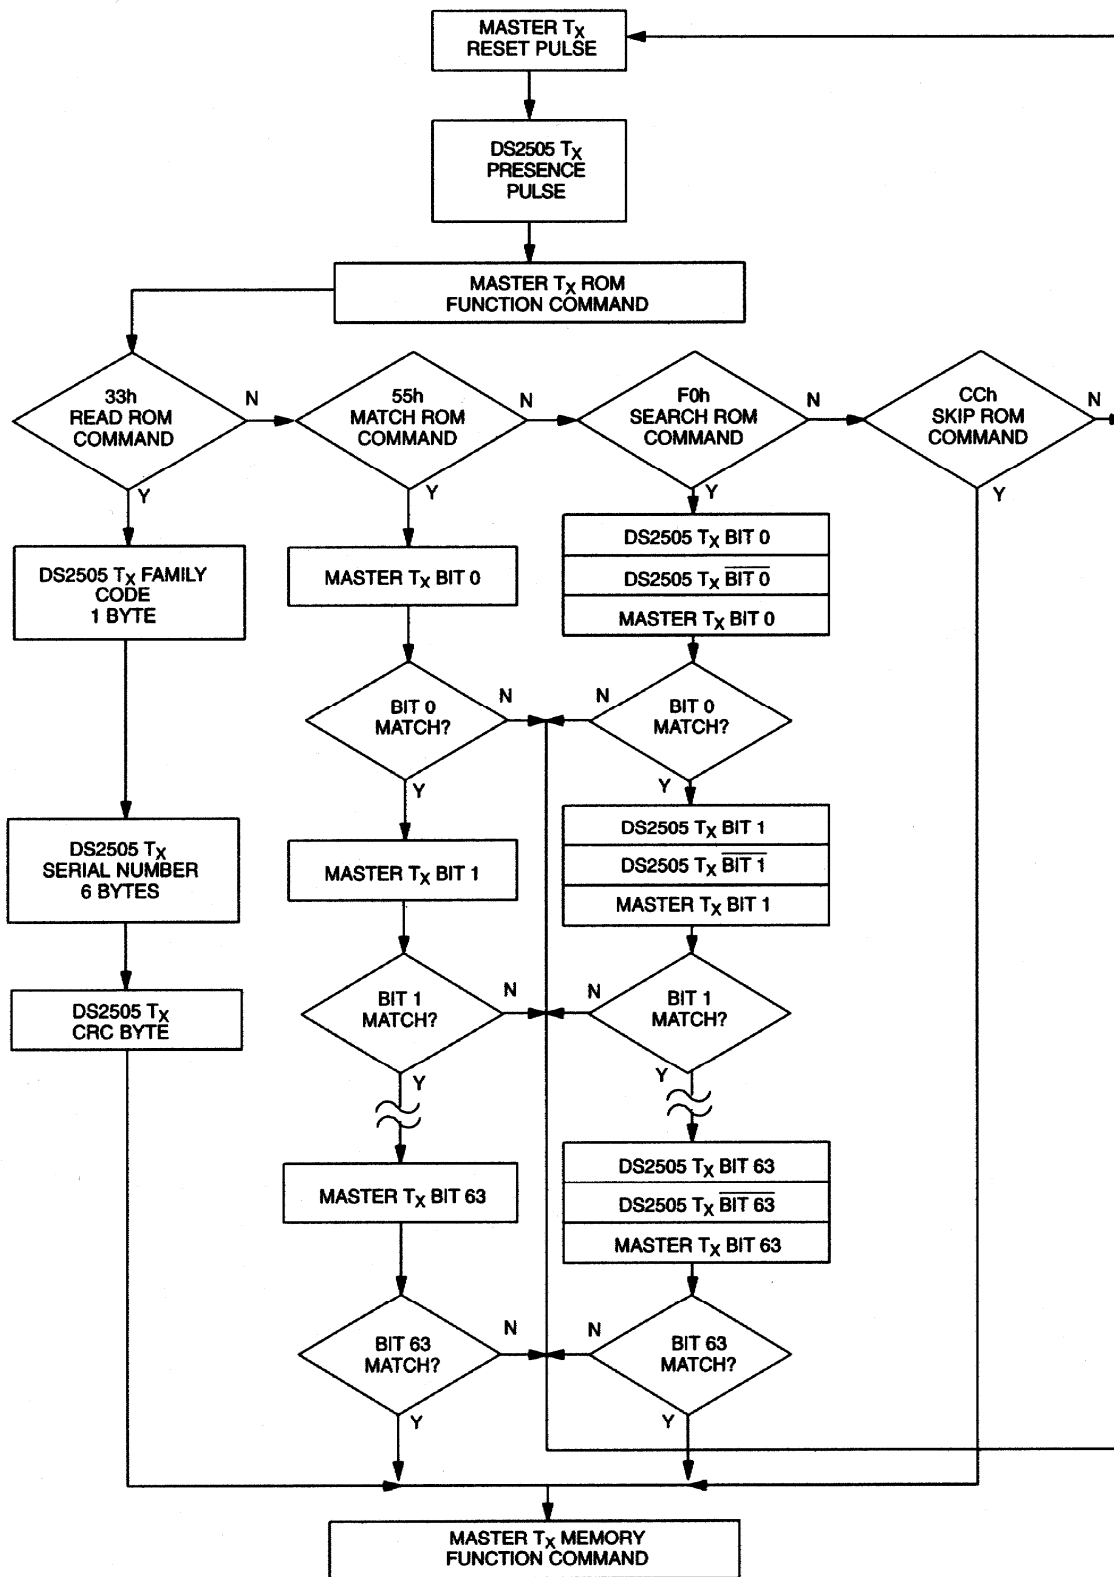 MASTER TX
RESET PULSE
DS2505 TX
PRESENCE
PULSE
MASTER TX ROM
FUNCTION COMMAND
33h
READ ROM
COMMAND
N
Y
55h
MATCH ROM
COMMAND
N
Y
F0h
SEARCH ROM
COMMAND
N
Y
CCh
SKIP ROM
COMMAND
N
Y
DS2505 TX FAMILY
CODE
1 BYTE
DS2505 TX
SERIAL NUMBER
6 BYTES
DS2505 TX
CRC BYTE
MASTER TX BIT 0
BIT 0
MATCH?
N
Y
MASTER TX BIT 1
BIT 1
MATCH?
N
Y
MASTER TX BIT 63
BIT 63
MATCH?
N
Y
DS2505 TX BIT 0
DS2505 TX B̅I̅T̅ ̅0̅
MASTER TX BIT 0
BIT 0
MATCH?
N
Y
DS2505 TX BIT 1
DS2505 TX B̅I̅T̅ ̅1̅
MASTER TX BIT 1
BIT 1
MATCH?
N
Y
DS2505 TX BIT 63
DS2505 TX B̅I̅T̅ ̅6̅3̅
MASTER TX BIT 63
BIT 63
MATCH?
N
Y
MASTER TX MEMORY
FUNCTION COMMAND